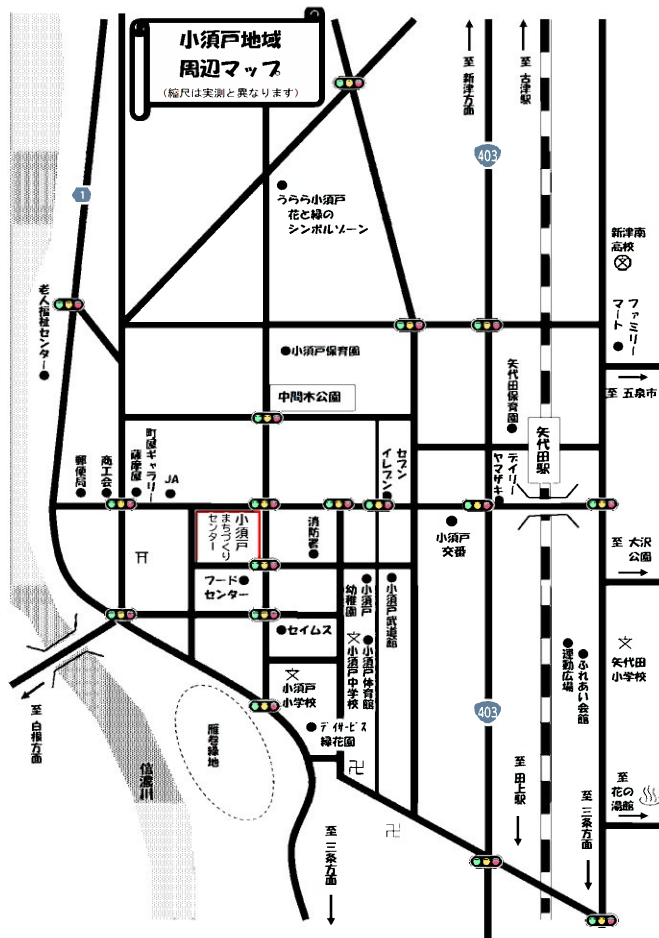 小須戸地域
周辺マップ
(縮尺は実測と異なります)
至 新津方面
至 古津駅
403
1
うらら小須戸
花と緑の
シンボルゾーン
新津南
高校
老人福祉センター
ファミリー
マート
小須戸保育園
矢代田保育園
至 五泉市
中間木公園
矢代田駅
郵便局
商工会
町屋ギャラリー
薩摩屋
JA
セブン
イレブン
デイリー
ヤマザキ
小須戸
まちづくり
センター
消防署
小須戸
交番
至 大沢
公園
フード
センター
小須戸
幼稚園
小須戸武道館
セイムス
小須戸体育館
小須戸中学校
小須戸
小学校
ふれあい会館
運動広場
矢代田
小学校
至 白根方面
信濃川
雁巻緑地
デイサービス
緑花園
403
至 田上駅
至
花の
湯館
至 三条方面
至 三条方面